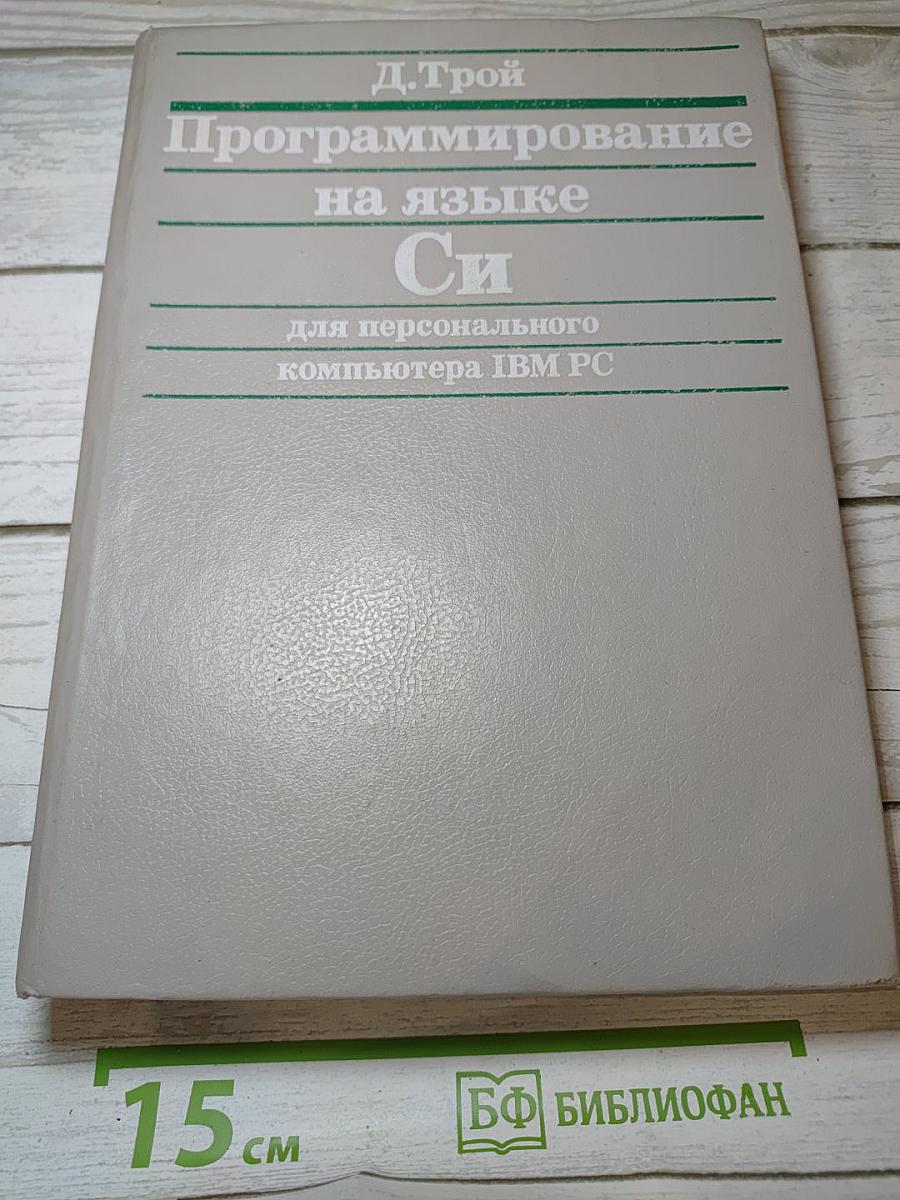 Д.Трой
Программирование
на языке
Си
для персонального
компьютера IBM PC
15 см
БФ БИБЛИОФАН